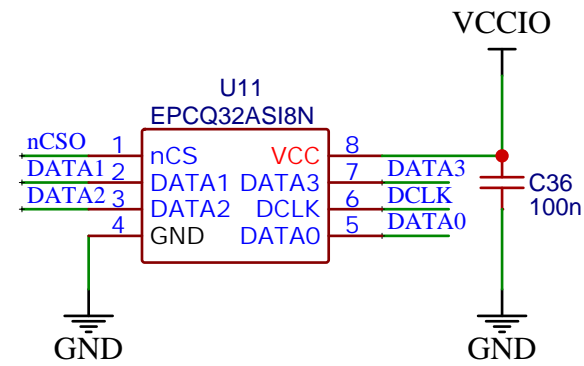 VCCIO
U11
EPCQ32ASI8N
nCSO 1 nCS VCC 8
DATA1 2 DATA1 DATA3 7 DATA3
DATA2 3 DATA2 DCLK 6 DCLK
4 GND DATA0 5 DATA0
C36
100n
GND
GND